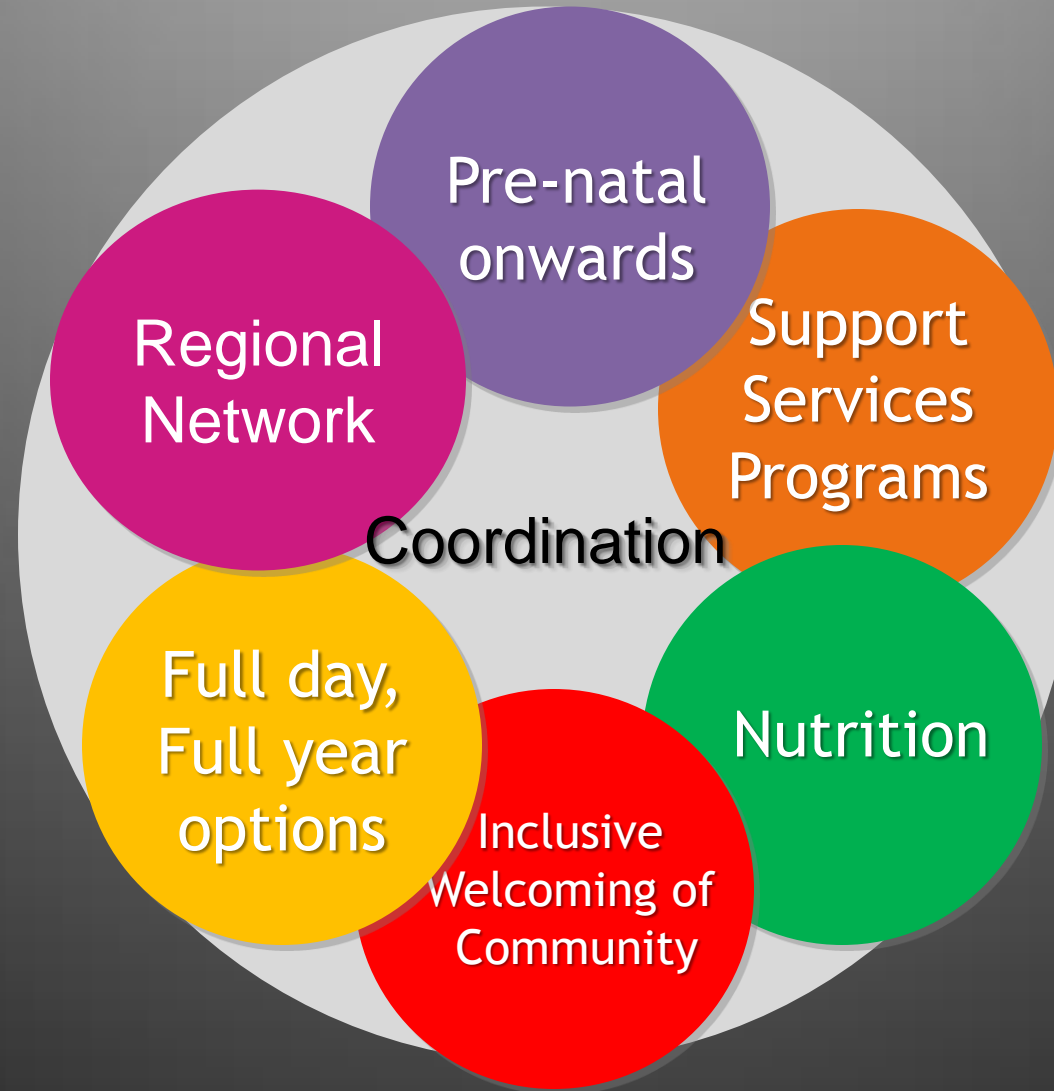 Pre-natal
onwards
Support
Services
Programs
Regional
Network
Coordination
Full day,
Full year
options
Nutrition
Inclusive
Welcoming of
Community